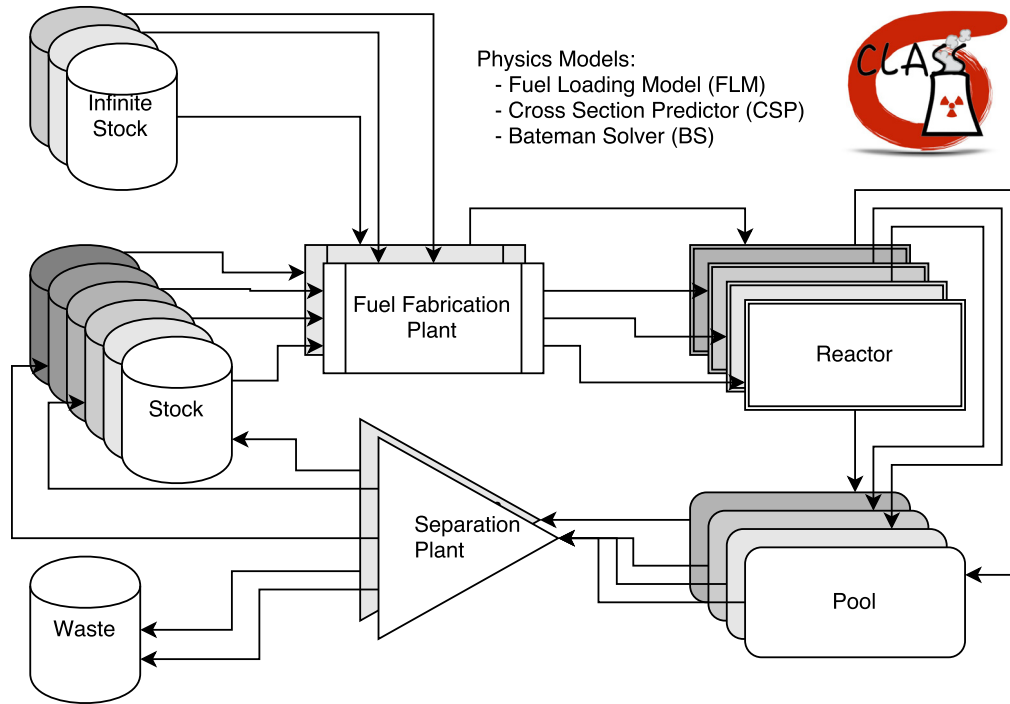 Physics Models:
- Fuel Loading Model (FLM)
- Cross Section Predictor (CSP)
- Bateman Solver (BS)
CLASS
Infinite
Stock
Fuel Fabrication
Plant
Reactor
Stock
Separation
Plant
Pool
Waste